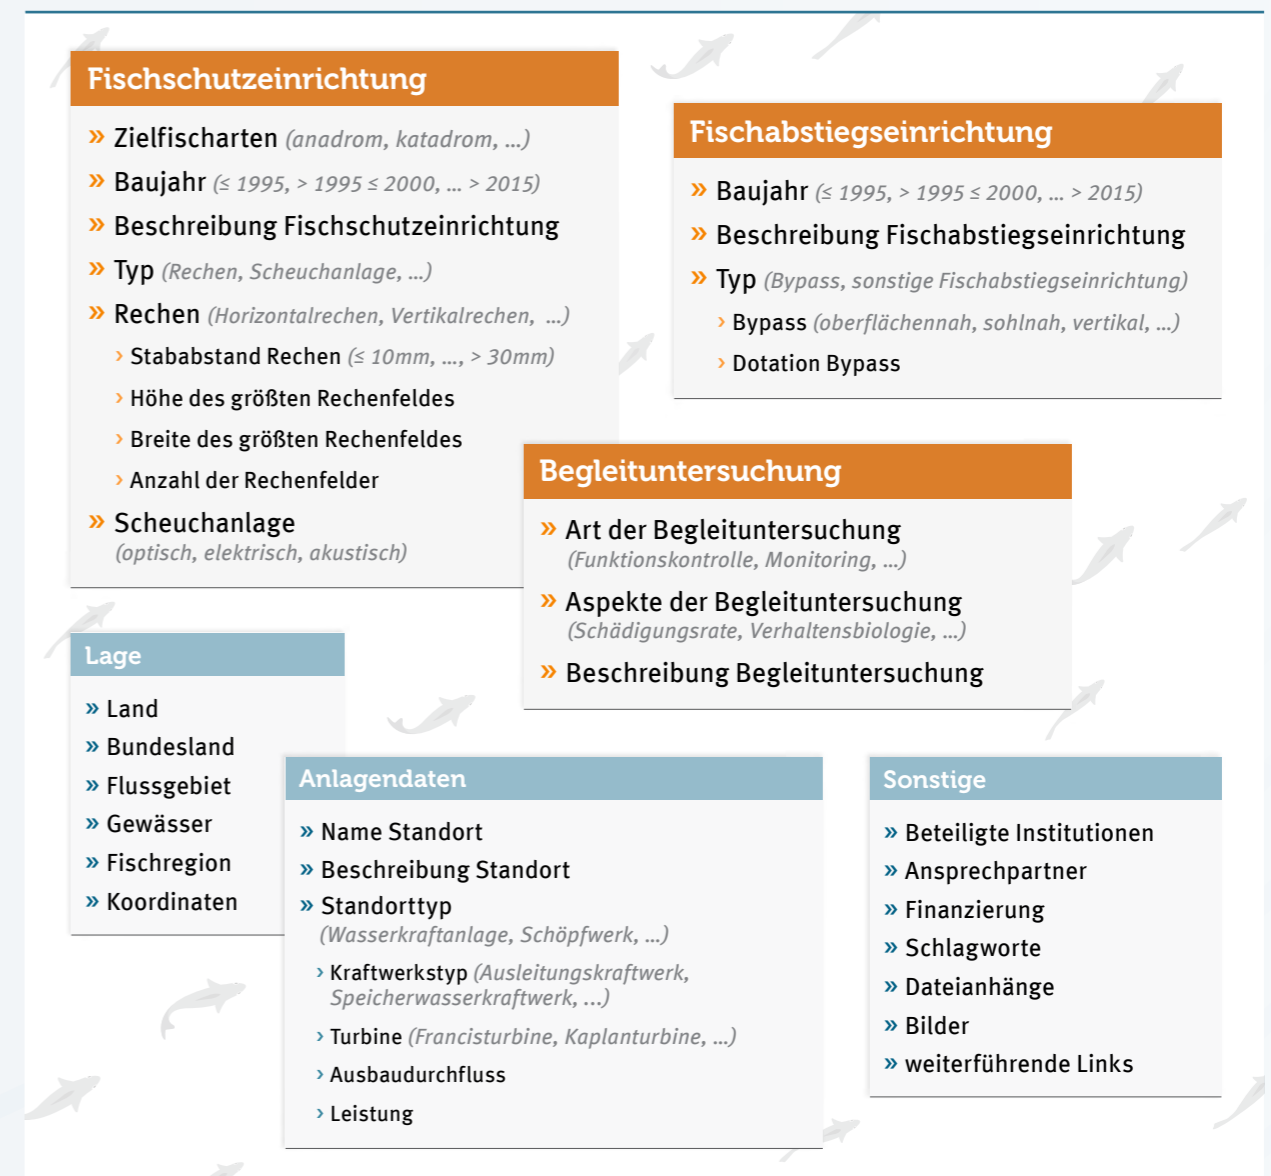 Fischschutzeinrichtung
» Zielfischarten (anadrom, katadrom, ...)
» Baujahr (≤ 1995, > 1995 ≤ 2000, ... > 2015)
» Beschreibung Fischschutzeinrichtung
» Typ (Rechen, Scheuchanlage, ...)
» Rechen (Horizontalrechen, Vertikalrechen, ...)
› Stababstand Rechen (≤ 10mm, ..., > 30mm)
› Höhe des größten Rechenfeldes
› Breite des größten Rechenfeldes
› Anzahl der Rechenfelder
» Scheuchanlage
(optisch, elektrisch, akustisch)
Fischabstiegseinrichtung
» Baujahr (≤ 1995, > 1995 ≤ 2000, ... > 2015)
» Beschreibung Fischabstiegseinrichtung
» Typ (Bypass, sonstige Fischabstiegseinrichtung)
› Bypass (oberflächennah, sohlnah, vertikal, ...)
› Dotation Bypass
Begleituntersuchung
» Art der Begleituntersuchung
(Funktionskontrolle, Monitoring, ...)
» Aspekte der Begleituntersuchung
(Schädigungsrate, Verhaltensbiologie, ...)
» Beschreibung Begleituntersuchung
Lage
» Land
» Bundesland
» Flussgebiet
» Gewässer
» Fischregion
» Koordinaten
Anlagendaten
» Name Standort
» Beschreibung Standort
» Standorttyp
(Wasserkraftanlage, Schöpfwerk, ...)
› Kraftwerkstyp (Ausleitungskraftwerk,
Speicherwasserkraftwerk, ...)
› Turbine (Francisturbine, Kaplanturbine, ...)
› Ausbaudurchfluss
› Leistung
Sonstige
» Beteiligte Institutionen
» Ansprechpartner
» Finanzierung
» Schlagworte
» Dateianhänge
» Bilder
» weiterführende Links